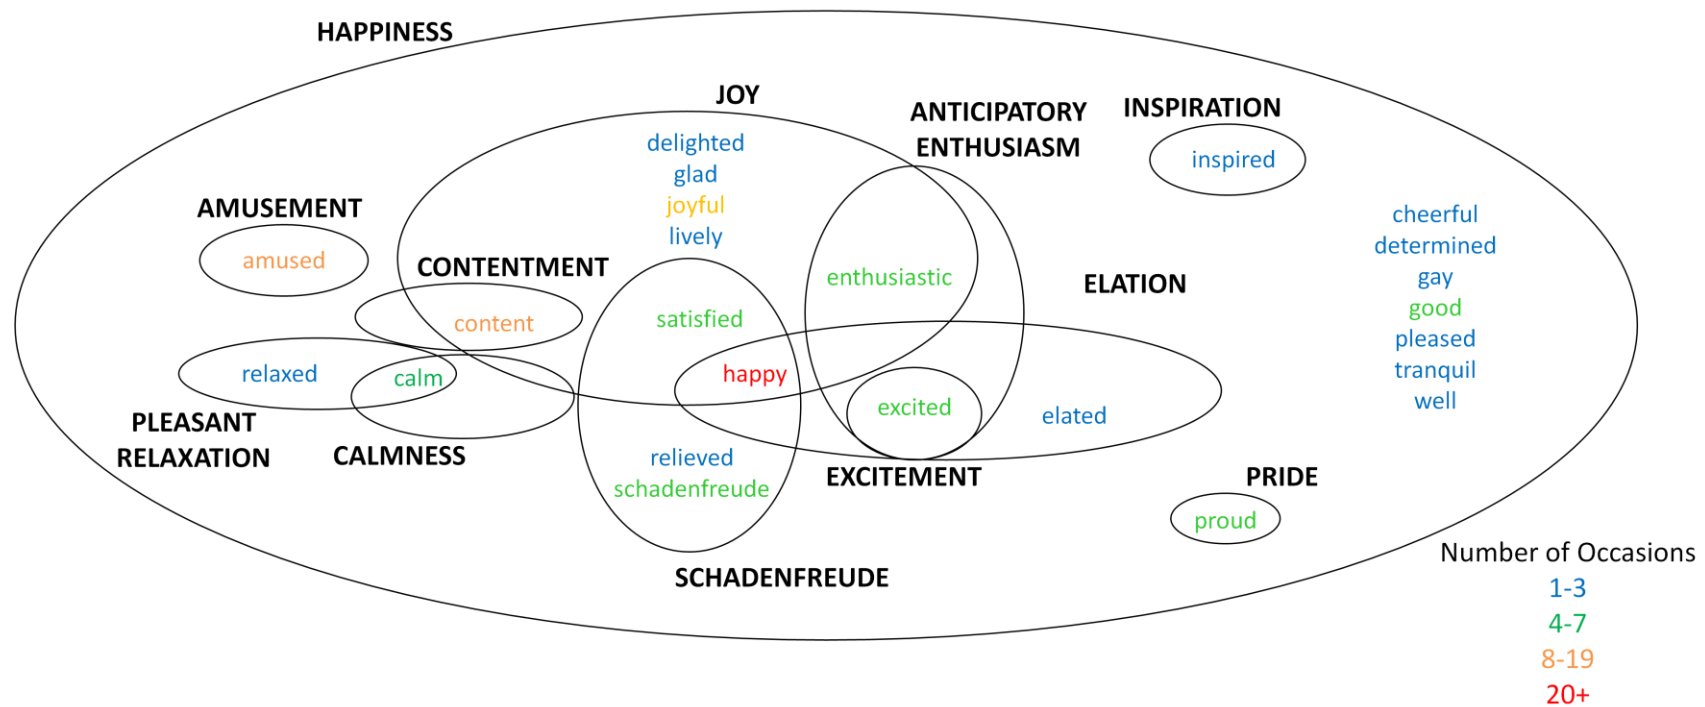 HAPPINESS
JOY
delighted
glad
joyful
lively
ANTICIPATORY
ENTHUSIASM
INSPIRATION
inspired
AMUSEMENT
amused
CONTENTMENT
content
satisfied
enthusiastic
ELATION
cheerful
determined
gay
good
pleased
tranquil
well
relaxed
calm
happy
excited
elated
PLEASANT
RELAXATION
CALMNESS
relieved
schadenfreude
SCHADENFREUDE
EXCITEMENT
PRIDE
proud
Number of Occasions
1-3
4-7
8-19
20+